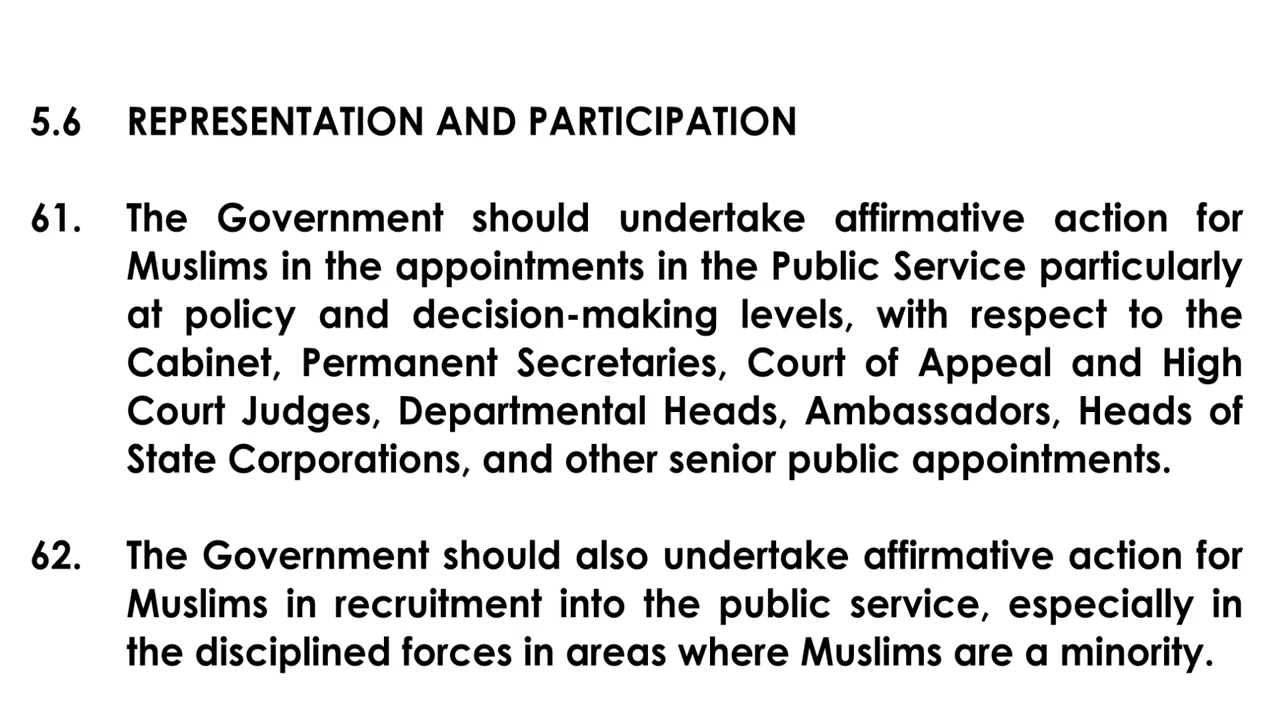 5.6 REPRESENTATION AND PARTICIPATION
61. The Government should undertake affirmative action for
Muslims in the appointments in the Public Service particularly
at policy and decision-making levels, with respect to the
Cabinet, Permanent Secretaries, Court of Appeal and High
Court Judges, Departmental Heads, Ambassadors, Heads of
State Corporations, and other senior public appointments.
62. The Government should also undertake affirmative action for
Muslims in recruitment into the public service, especially in
the disciplined forces in areas where Muslims are a minority.